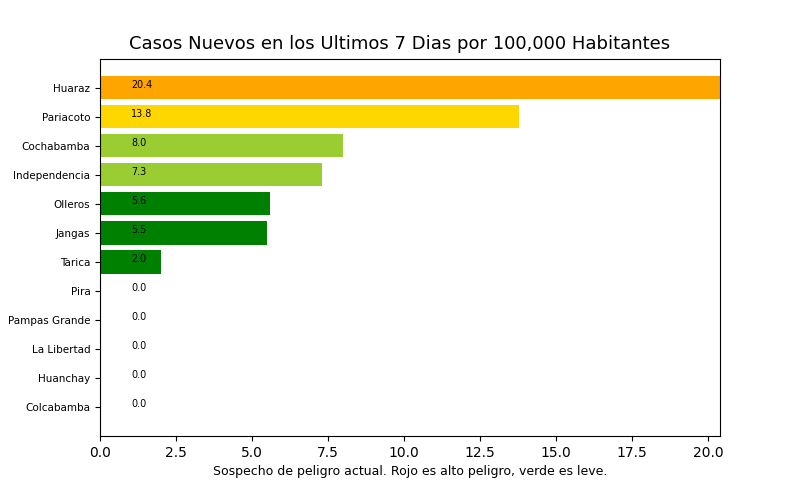 Casos Nuevos en los Ultimos 7 Dias por 100,000 Habitantes
Huaraz 20.4
Pariacoto 13.8
Cochabamba 8.0
Independencia 7.3
Olleros 5.6
Jangas 5.5
Tarica 2.0
Pira 0.0
Pampas Grande 0.0
La Libertad 0.0
Huanchay 0.0
Colcabamba 0.0
0.0 2.5 5.0 7.5 10.0 12.5 15.0 17.5 20.0
Sospecho de peligro actual. Rojo es alto peligro, verde es leve.